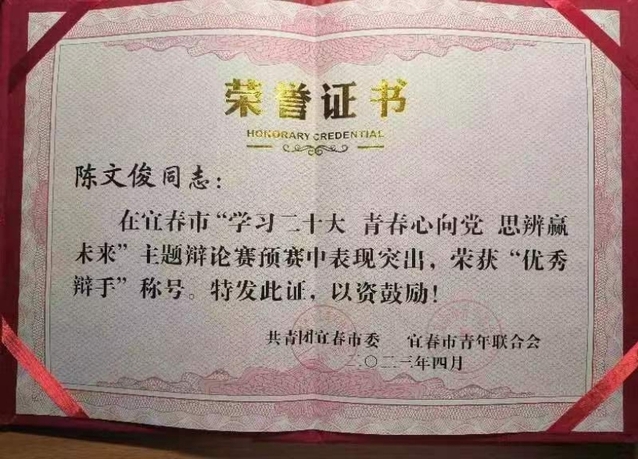 荣誉证书
HONORARY CREDENTIAL
陈文俊同志：
在宜春市“学习二十大 青春心向党 思辨赢
未来”主题辩论赛预赛中表现突出，荣获“优秀
辩手”称号。特发此证，以资鼓励！
共青团宜春市委 宜春市青年联合会
二〇二三年四月